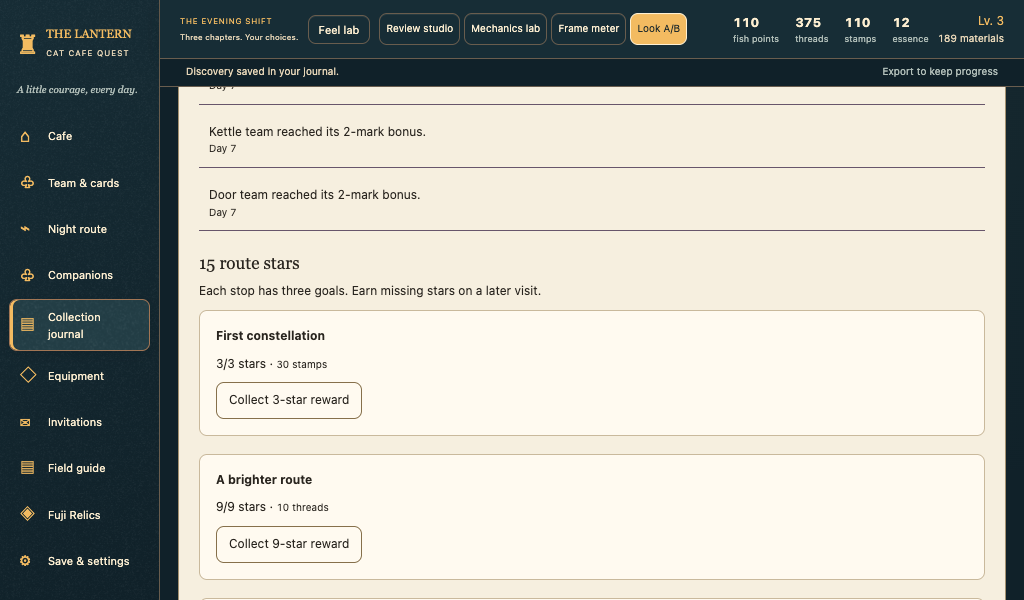 THE LANTERN
CAT CAFE QUEST
A little courage, every day.
Cafe
Team & cards
Night route
Companions
Collection
journal
Equipment
Invitations
Field guide
Fuji Relics
Save & settings
THE EVENING SHIFT
Three chapters. Your choices.
Feel lab
Review studio
Mechanics lab
Frame meter
Look A/B
110
fish points
375
threads
110
stamps
12
essence
Lv. 3
189 materials
Discovery saved in your journal.
Export to keep progress
Day 7
Kettle team reached its 2-mark bonus.
Day 7
Door team reached its 2-mark bonus.
Day 7
15 route stars
Each stop has three goals. Earn missing stars on a later visit.
First constellation
3/3 stars · 30 stamps
Collect 3-star reward
A brighter route
9/9 stars · 10 threads
Collect 9-star reward